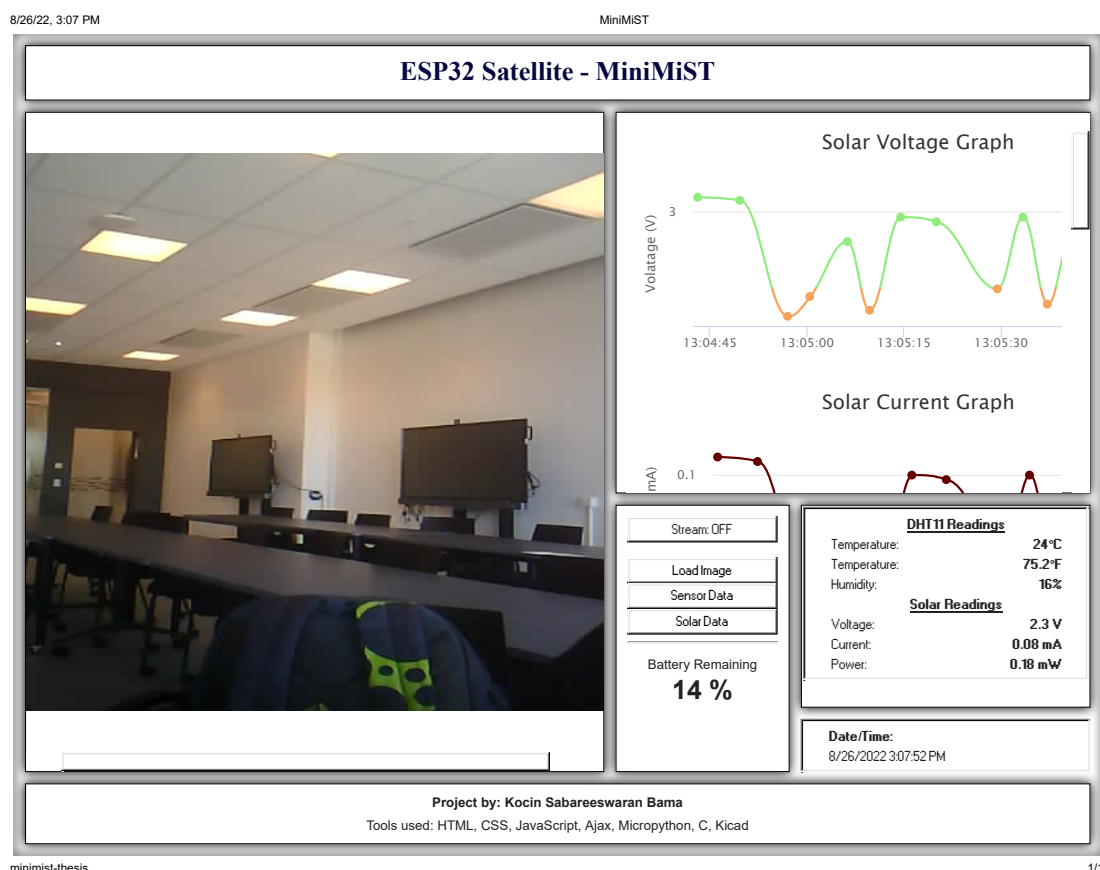 8/26/22, 3:07 PM
MiniMiST
ESP32 Satellite - MiniMiST
Solar Voltage Graph
Volatage (V)
3
13:04:45
13:05:00
13:05:15
13:05:30
Solar Current Graph
mA)
0.1
Stream: OFF
Load Image
Sensor Data
Solar Data
Battery Remaining
14 %
DHT11 Readings
Temperature: 24°C
Temperature: 75.2°F
Humidity: 16%
Solar Readings
Voltage: 2.3 V
Current: 0.08 mA
Power: 0.18 mW
Date/Time:
8/26/2022 3:07:52 PM
Project by: Kocin Sabareeswaran Bama
Tools used: HTML, CSS, JavaScript, Ajax, Micropython, C, Kicad
minimist-thesis